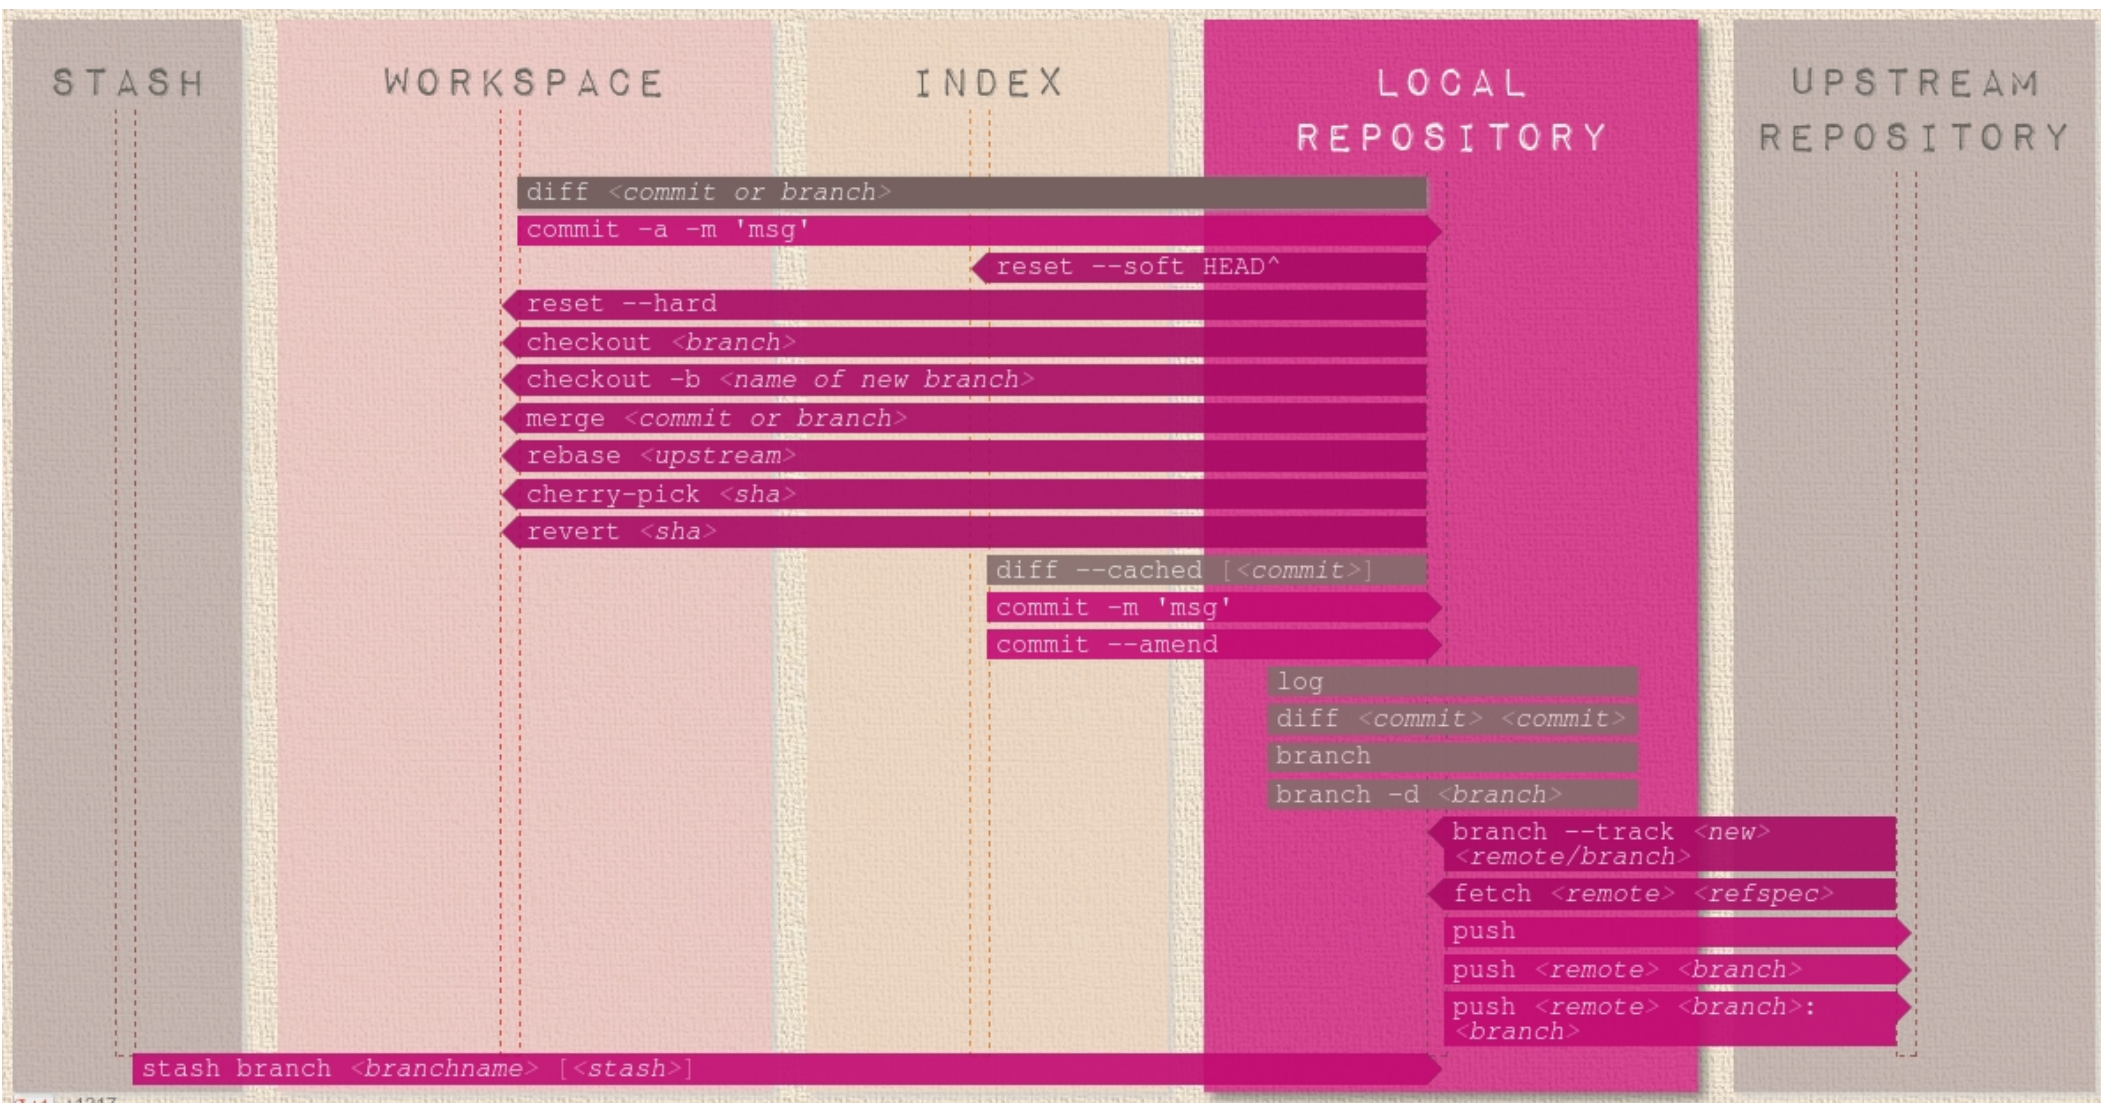 STASH
WORKSPACE
INDEX
LOCAL
REPOSITORY
UPSTREAM
REPOSITORY
diff <commit or branch>
commit -a -m 'msg'
reset --soft HEAD^
reset --hard
checkout <branch>
checkout -b <name of new branch>
merge <commit or branch>
rebase <upstream>
cherry-pick <sha>
revert <sha>
diff --cached [<commit>]
commit -m 'msg'
commit --amend
log
diff <commit> <commit>
branch
branch -d <branch>
branch --track <new>
<remote/branch>
fetch <remote> <refspec>
push
push <remote> <branch>
push <remote> <branch>:
<branch>
stash branch <branchname> [<stash>]